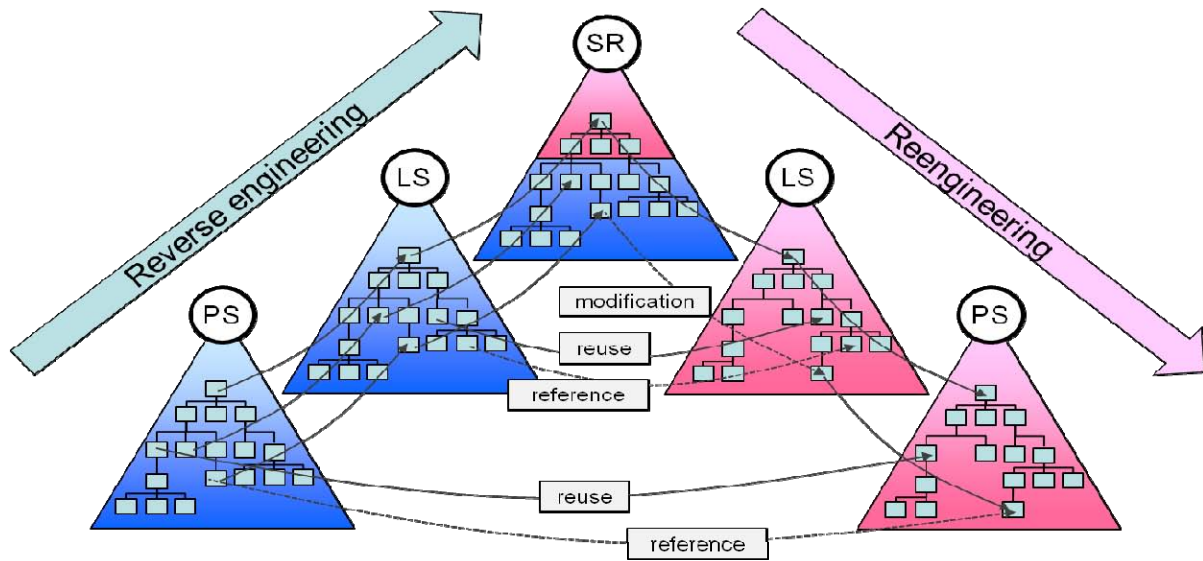 SR
Reverse engineering
Reengineering
LS
LS
PS
PS
modification
reuse
reference
reuse
reference